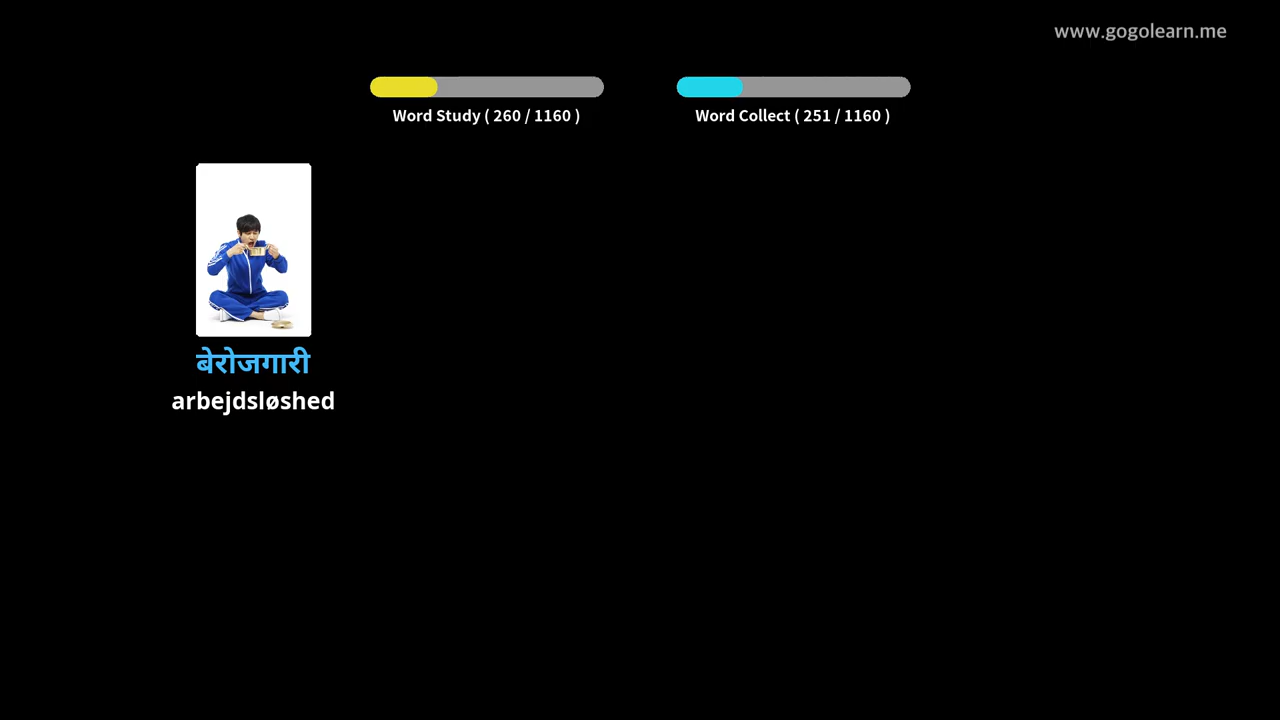 www.gogolearn.me
Word Study ( 260 / 1160 )
Word Collect ( 251 / 1160 )
बेरोजगारी
arbejdsløshed